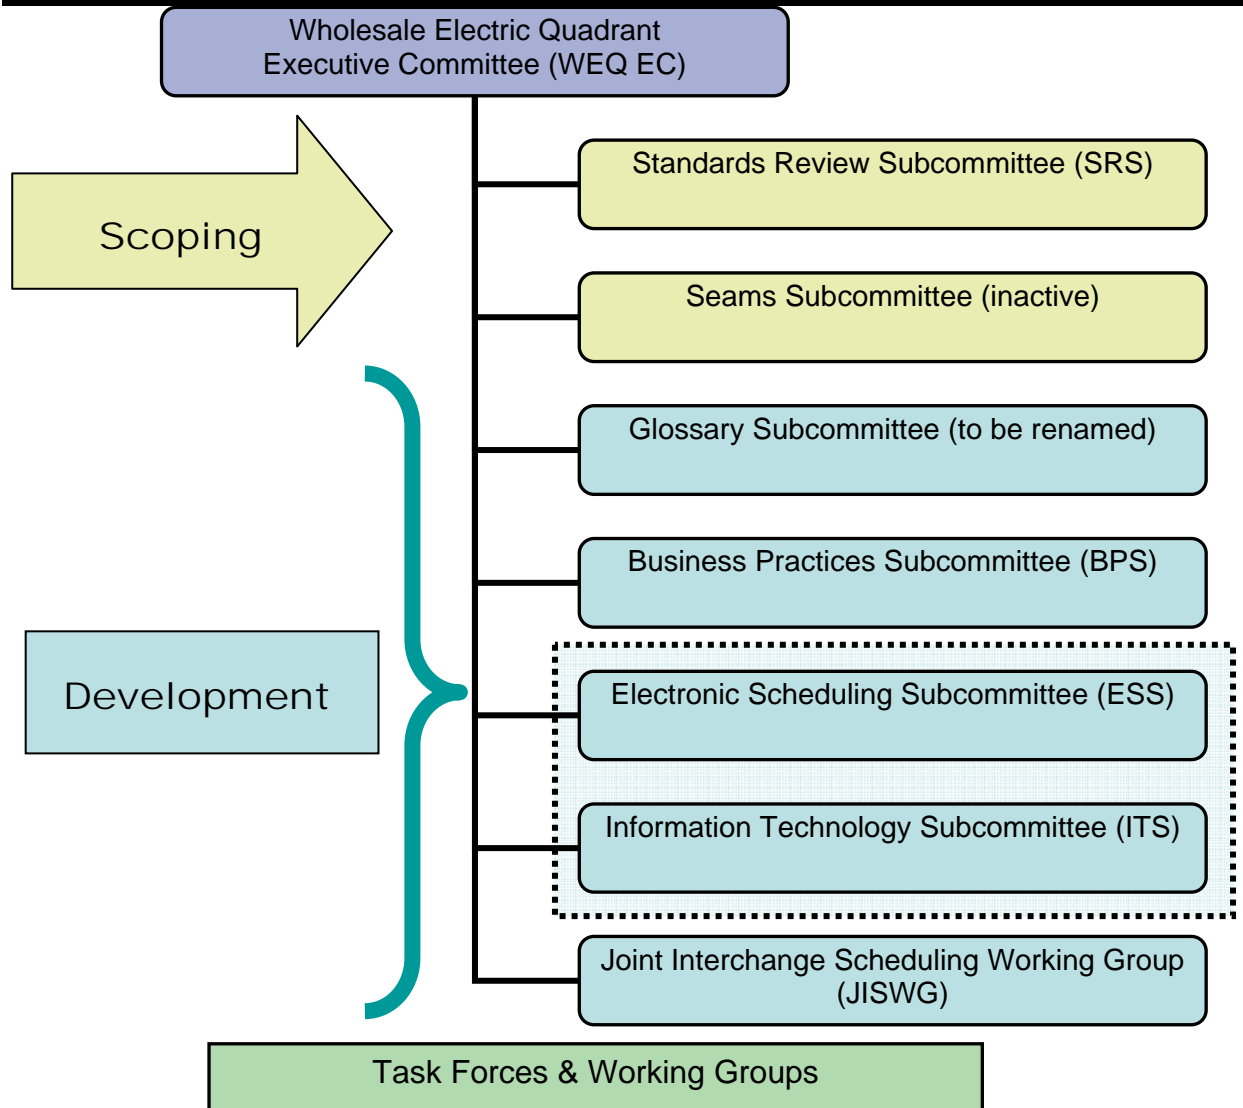 Wholesale Electric Quadrant
Executive Committee (WEQ EC)
Standards Review Subcommittee (SRS)
Scoping
Seams Subcommittee (inactive)
Glossary Subcommittee (to be renamed)
Business Practices Subcommittee (BPS)
Development
Electronic Scheduling Subcommittee (ESS)
Information Technology Subcommittee (ITS)
Joint Interchange Scheduling Working Group
(JISWG)
Task Forces & Working Groups